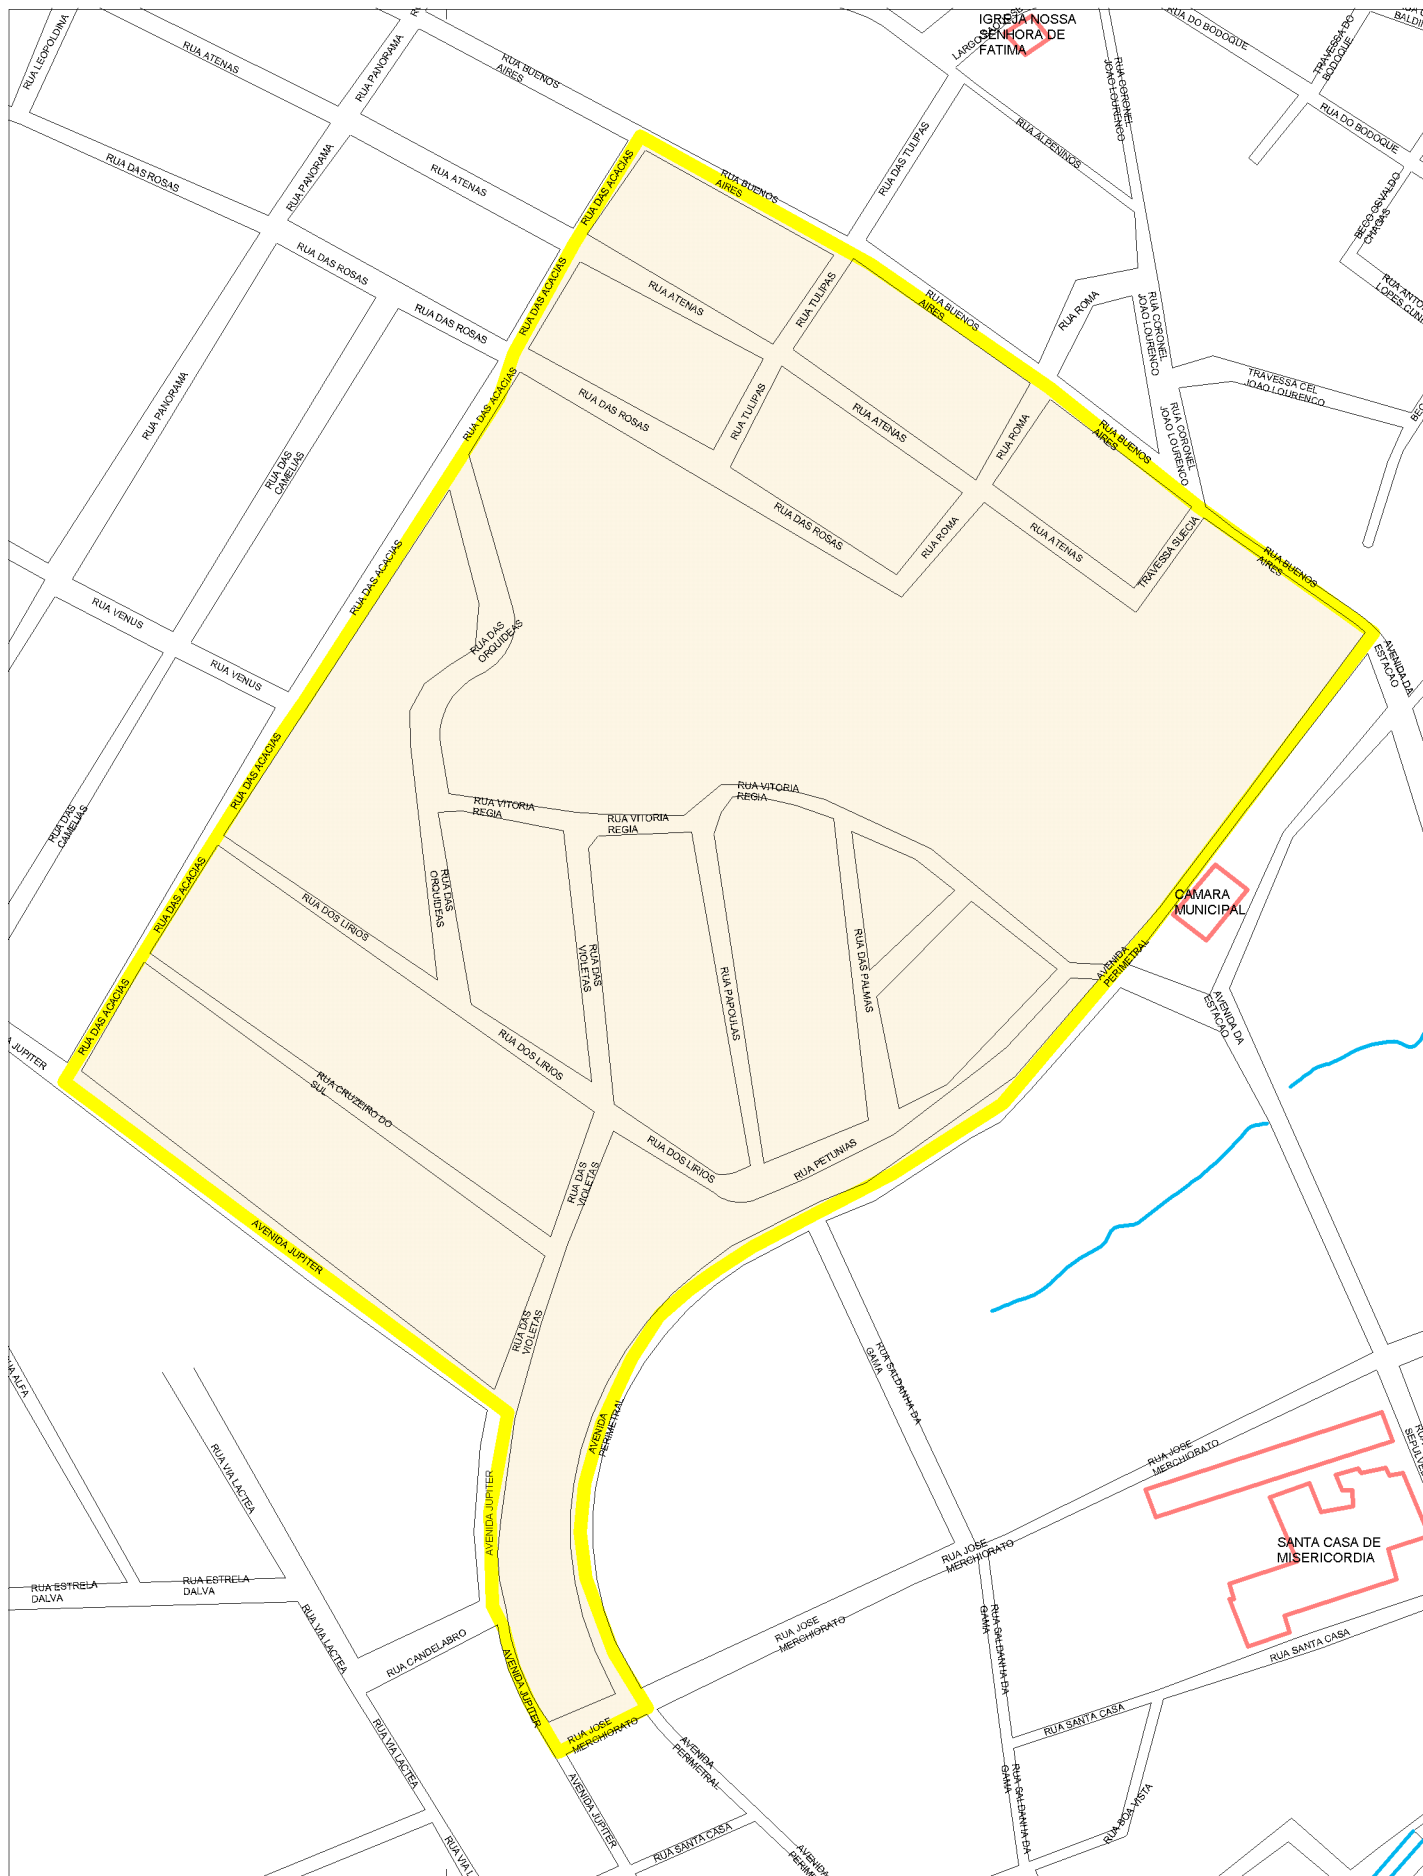 IGREJA NOSSA
SENHORA DE
FATIMA
RUA DO BODOQUE
TRAVESSA DO
BODOQUE
RUA LEOPOLDINA
RUA ATENAS
RUA PANORAMA
RUA BUENOS
AIRES
RUA CORONEL
JOAO LOURENCO
RUA DO BODOQUE
RUA ALPENINOS
RUA DAS TULIPAS
RUA DAS ROSAS
RUA PANORAMA
RUA ATENAS
RUA DAS ACACIAS
RUA BUENOS
AIRES
BECO OSVALDO
CHAGAS
RUA DAS ROSAS
RUA DAS ACACIAS
RUA ATENAS
RUA TULIPAS
RUA BUENOS
AIRES
RUA ROMA
RUA CORONEL
JOAO LOURENCO
RUA DAS ROSAS
TRAVESSA CEL
JOAO LOURENCO
RUA PANORAMA
RUA DAS ACACIAS
RUA DAS ROSAS
RUA TULIPAS
RUA ATENAS
RUA ROMA
RUA BUENOS
AIRES
RUA CORONEL
JOAO LOURENCO
RUA DAS
CAMELIAS
RUA DAS ROSAS
RUA ROMA
RUA ATENAS
TRAVESSA SUECIA
RUA BUENOS
AIRES
RUA DAS ACACIAS
RUA VENUS
RUA DAS
ORQUIDEAS
RUA VENUS
AVENIDA DA
ESTACAO
RUA DAS ACACIAS
RUA DAS
CAMELIAS
RUA VITORIA
REGIA
RUA VITORIA
REGIA
RUA VITORIA
REGIA
RUA DAS ACACIAS
RUA DOS LIRIOS
RUA DAS
ORQUIDEAS
CAMARA
MUNICIPAL
RUA DAS
VIOLETAS
RUA PAPOULAS
RUA DAS PALMAS
AVENIDA
PERIMETRAL
RUA DAS ACACIAS
AVENIDA DA
ESTACAO
A JUPITER
RUA DOS LIRIOS
RUA CRUZEIRO DO
SUL
RUA DOS LIRIOS
RUA PETUNIAS
RUA DAS
VIOLETAS
AVENIDA JUPITER
RUA DAS
VIOLETAS
RUA SALDANHA DA
GAMA
AVENIDA
PERIMETRAL
RUA ALFA
RUA VIA LACTEA
RUA JOSE
MERCHIORATO
AVENIDA JUPITER
SANTA CASA DE
MISERICORDIA
RUA JOSE
MERCHIORATO
RUA ESTRELA
DALVA
RUA ESTRELA
DALVA
RUA VIA LACTEA
RUA CANDELABRO
RUA JOSE
MERCHIORATO
RUA SALDANHA DA
GAMA
RUA SANTA CASA
AVENIDA JUPITER
RUA JOSE
MERCHIORATO
RUA SANTA CASA
RUA VIA LACTEA
AVENIDA
PERIMETRAL
AVENIDA JUPITER
RUA SALDANHA DA
GAMA
RUA BOA VISTA
RUA SANTA CASA
RUA VIA L
AVENIDA